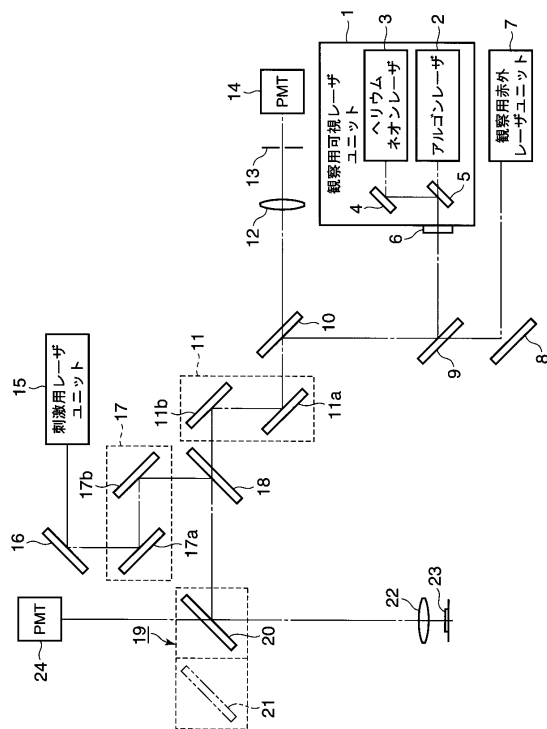 1
観察用可視レーザ
ユニット
3
ヘリウム
ネオンレーザ
2
アルゴンレーザ
4
5
6
7
観察用赤外
レーザユニット
8
9
10
11
11a
11b
12
13
14
PMT
15
刺激用レーザ
ユニット
16
17
17a
17b
18
19
20
21
22
23
24
PMT